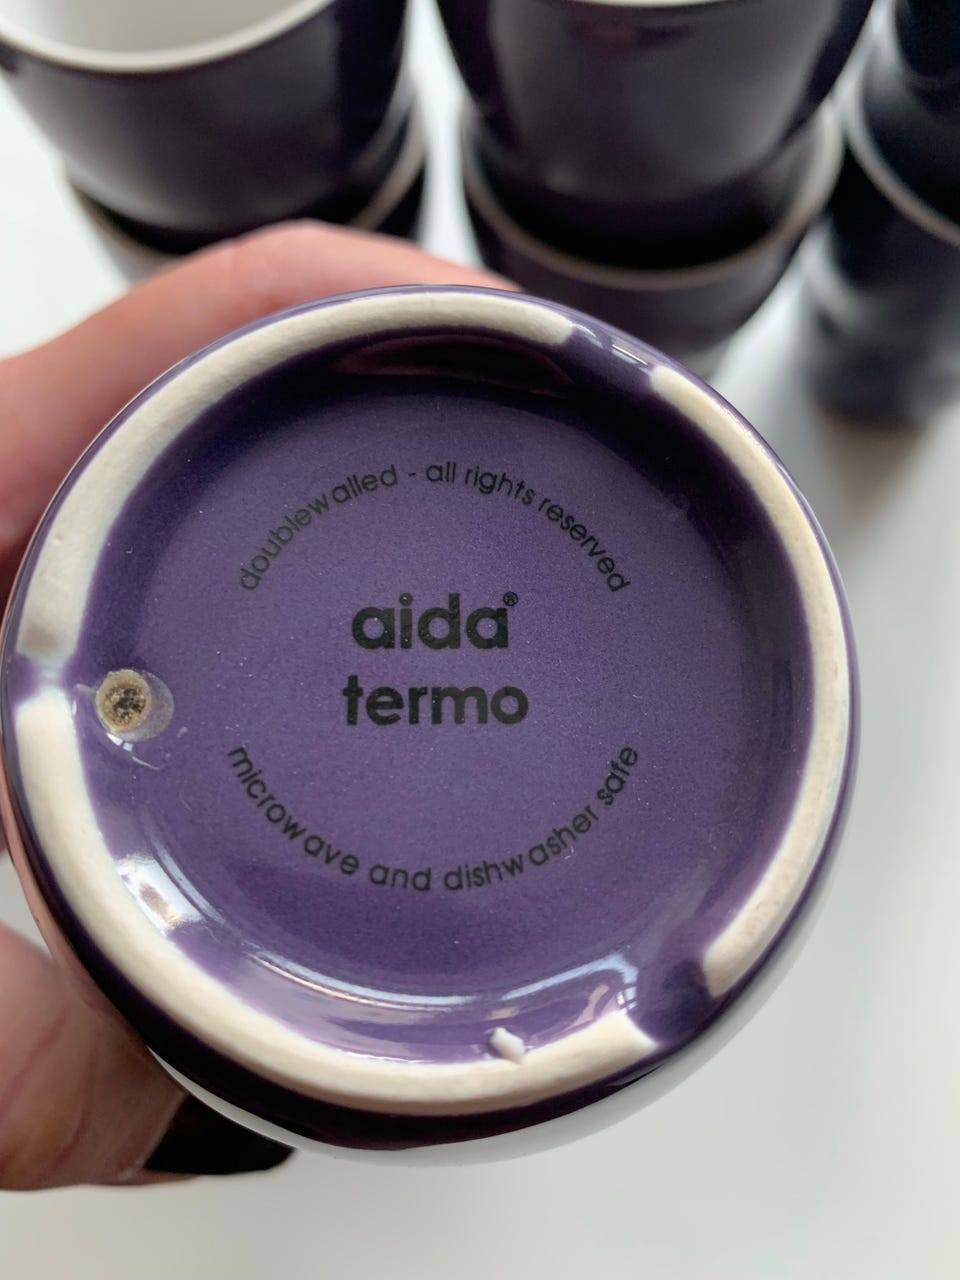 doublewalled - all rights reserved
aida®
termo
microwave and dishwasher safe